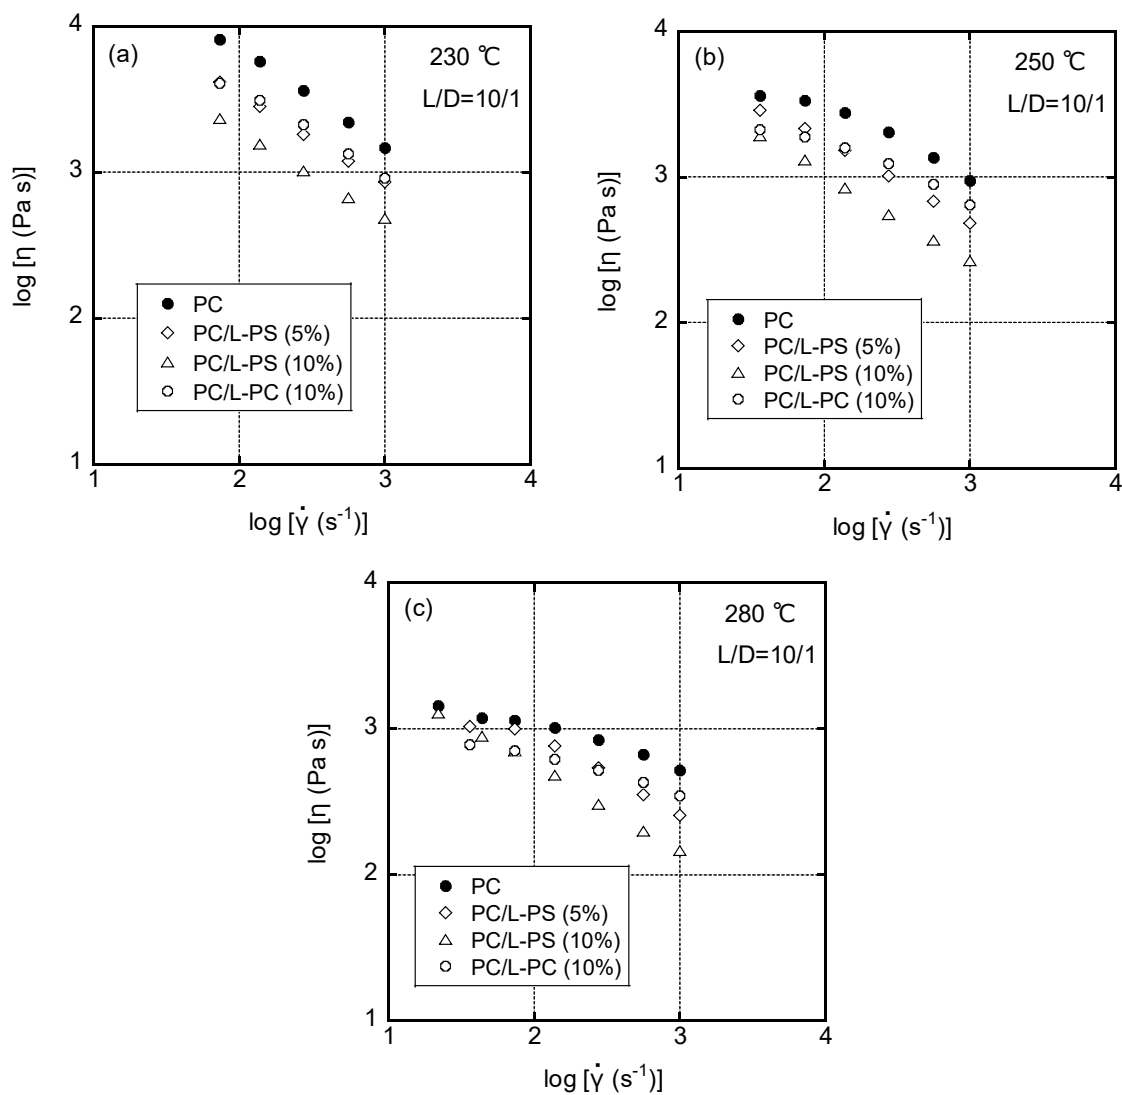 (a)
230 ℃
L/D=10/1
4
3
2
1
log [η (Pa s)]
PC
PC/L-PS (5%)
PC/L-PS (10%)
PC/L-PC (10%)
1 2 3 4
log [γ̇ (s⁻¹)]
(b)
250 ℃
L/D=10/1
4
3
2
1
log [η (Pa s)]
PC
PC/L-PS (5%)
PC/L-PS (10%)
PC/L-PC (10%)
1 2 3 4
log [γ̇ (s⁻¹)]
(c)
280 ℃
L/D=10/1
4
3
2
1
log [η (Pa s)]
PC
PC/L-PS (5%)
PC/L-PS (10%)
PC/L-PC (10%)
1 2 3 4
log [γ̇ (s⁻¹)]